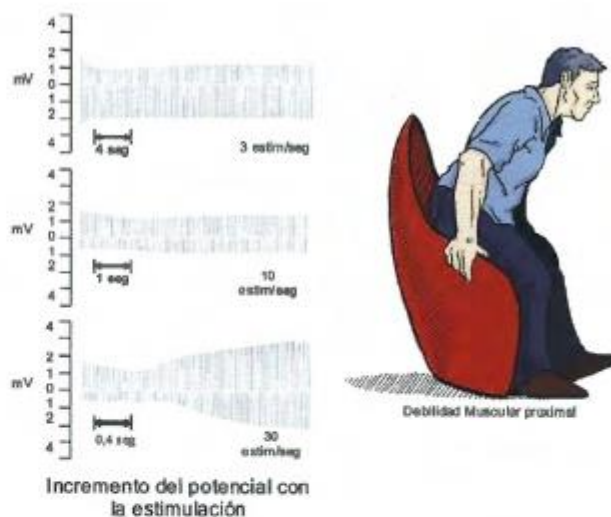 4
2
1
mV 0
1
2
4
4 seg
3 estim/seg
4
2
1
mV 0
1
2
4
1 seg
10
estim/seg
4
2
1
mV 0
1
2
4
0,4 seg
30
estim/seg
Incremento del potencial con
la estimulación
Debilidad Muscular proximal